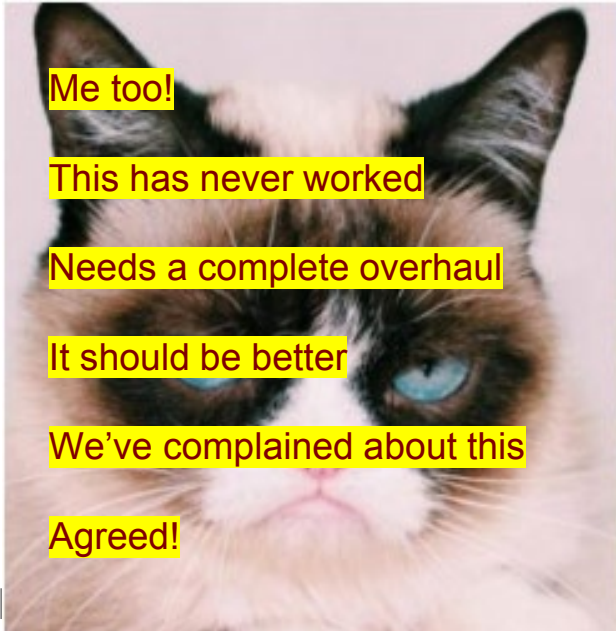 Me too!
This has never worked
Needs a complete overhaul
It should be better
We’ve complained about this
Agreed!